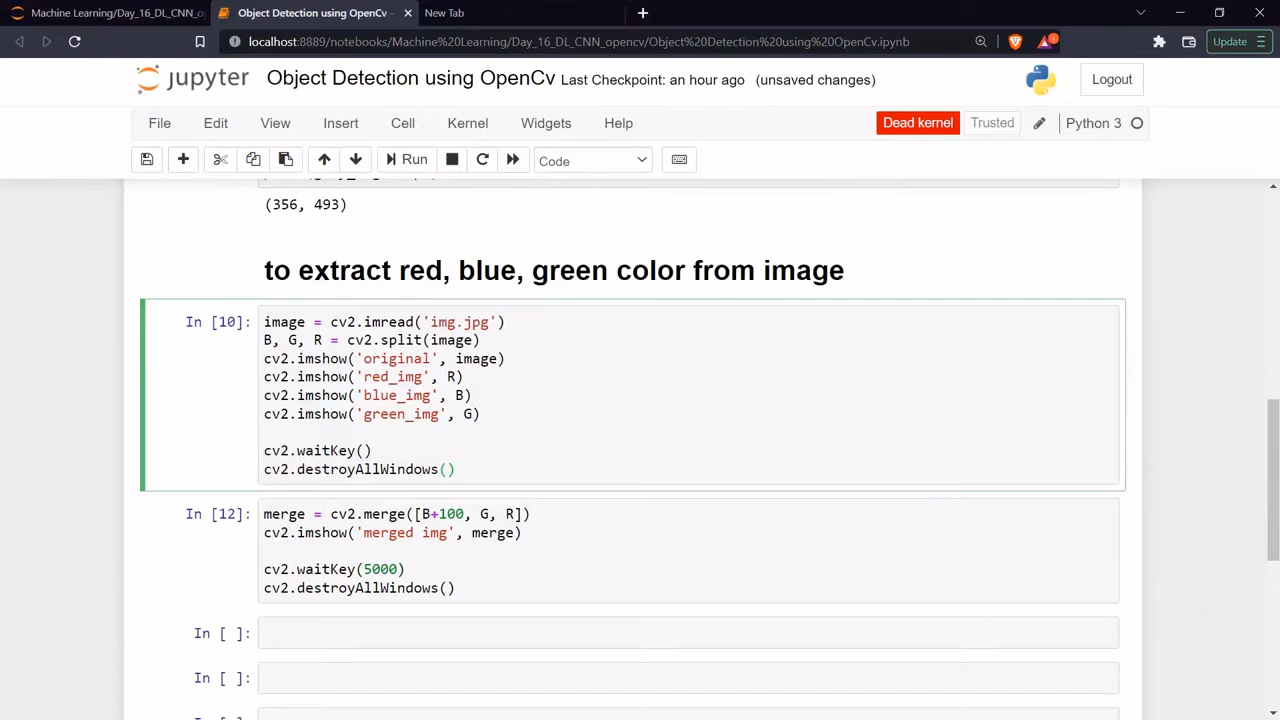 Machine Learning/Day_16_DL_CNN_op
Object Detection using OpenCv -
New Tab
localhost:8889/notebooks/Machine%20Learning/Day_16_DL_CNN_opencv/Object%20Detection%20using%20OpenCv.ipynb
1
Update
jupyter
Object Detection using OpenCv Last Checkpoint: an hour ago (unsaved changes)
Logout
File Edit View Insert Cell Kernel Widgets Help
Dead kernel Trusted Python 3
Run Code
(356, 493)
to extract red, blue, green color from image
In [10]: image = cv2.imread('img.jpg')
B, G, R = cv2.split(image)
cv2.imshow('original', image)
cv2.imshow('red_img', R)
cv2.imshow('blue_img', B)
cv2.imshow('green_img', G)
cv2.waitKey()
cv2.destroyAllWindows()
In [12]: merge = cv2.merge([B+100, G, R])
cv2.imshow('merged img', merge)
cv2.waitKey(5000)
cv2.destroyAllWindows()
In [ ]:
In [ ]: